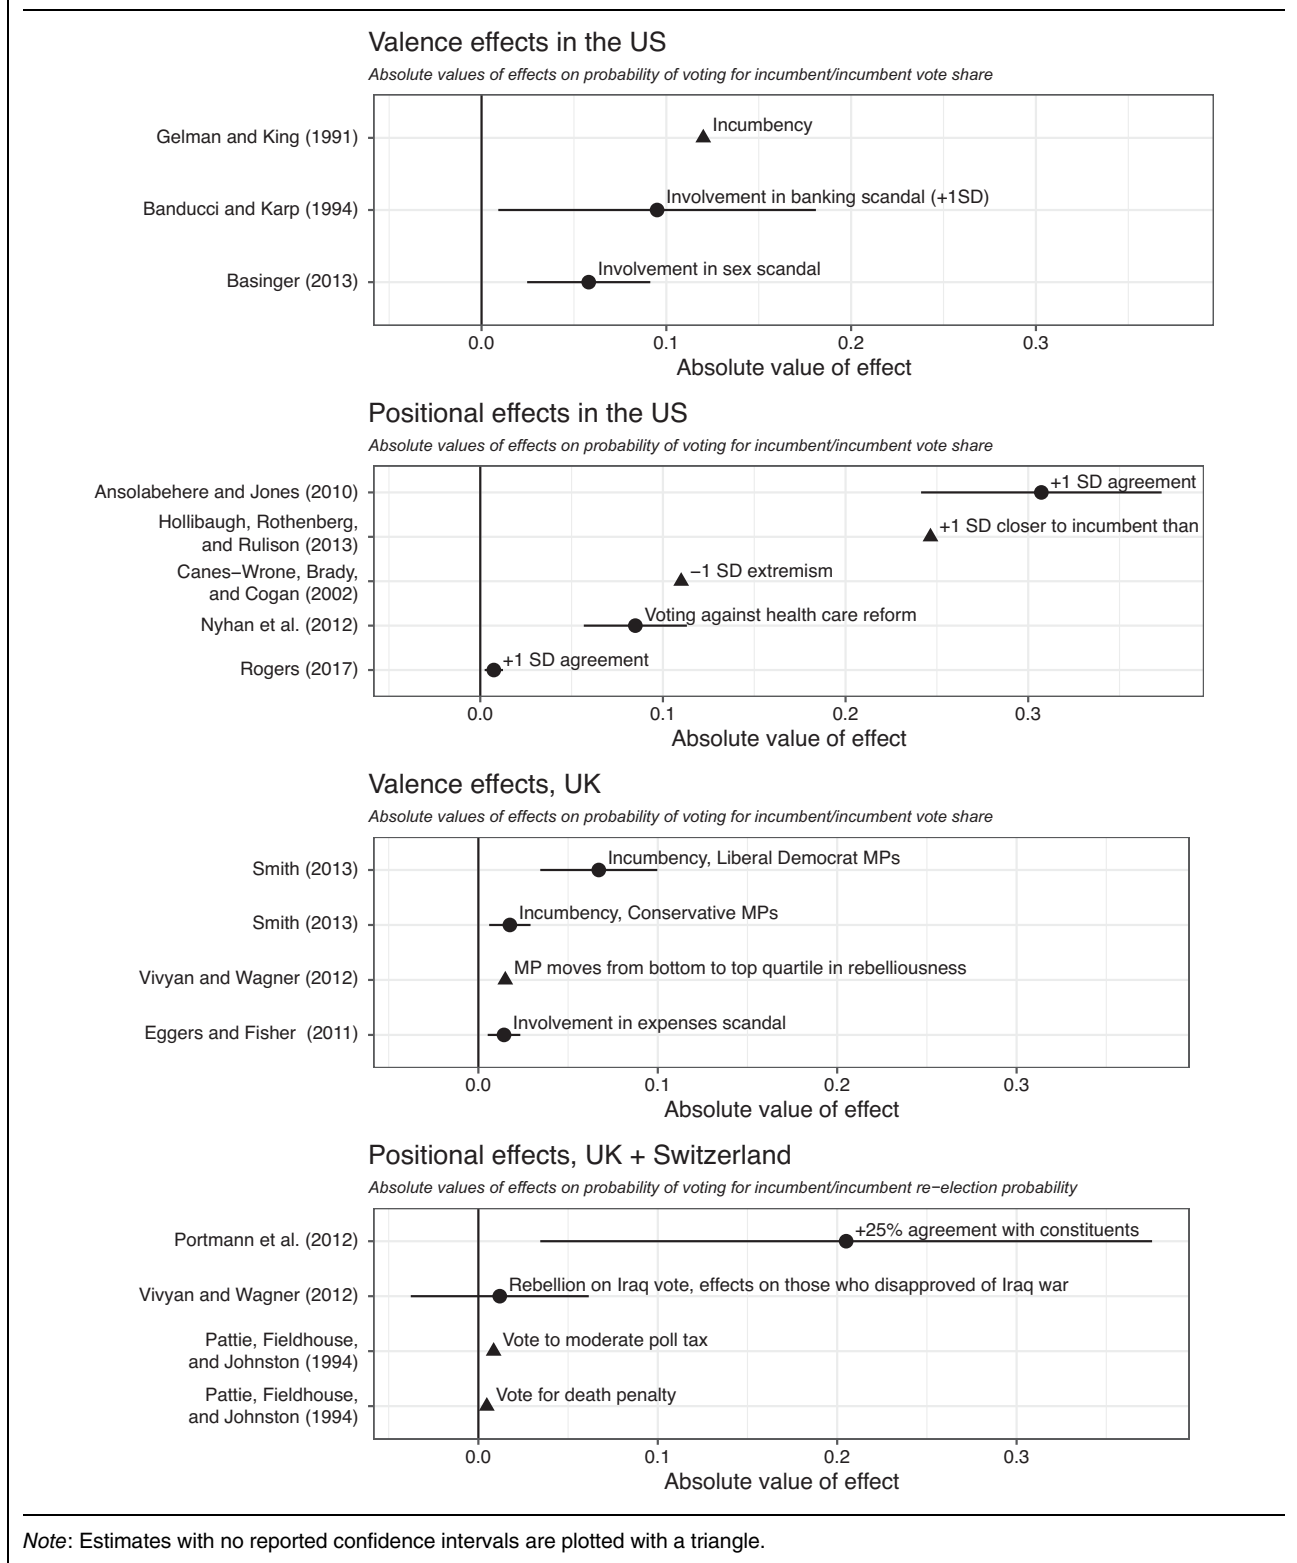 Valence effects in the US
Absolute values of effects on probability of voting for incumbent/incumbent vote share
Gelman and King (1991)
Incumbency
Banducci and Karp (1994)
Involvement in banking scandal (+1SD)
Basinger (2013)
Involvement in sex scandal
0.0 0.1 0.2 0.3
Absolute value of effect
Positional effects in the US
Absolute values of effects on probability of voting for incumbent/incumbent vote share
Ansolabehere and Jones (2010)
+1 SD agreement
Hollibaugh, Rothenberg,
and Rulison (2013)
+1 SD closer to incumbent than
Canes−Wrone, Brady,
and Cogan (2002)
−1 SD extremism
Nyhan et al. (2012)
Voting against health care reform
Rogers (2017)
+1 SD agreement
0.0 0.1 0.2 0.3
Absolute value of effect
Valence effects, UK
Absolute values of effects on probability of voting for incumbent/incumbent vote share
Smith (2013)
Incumbency, Liberal Democrat MPs
Smith (2013)
Incumbency, Conservative MPs
Vivyan and Wagner (2012)
MP moves from bottom to top quartile in rebelliousness
Eggers and Fisher (2011)
Involvement in expenses scandal
0.0 0.1 0.2 0.3
Absolute value of effect
Positional effects, UK + Switzerland
Absolute values of effects on probability of voting for incumbent/incumbent re−election probability
Portmann et al. (2012)
+25% agreement with constituents
Vivyan and Wagner (2012)
Rebellion on Iraq vote, effects on those who disapproved of Iraq war
Pattie, Fieldhouse,
and Johnston (1994)
Vote to moderate poll tax
Pattie, Fieldhouse,
and Johnston (1994)
Vote for death penalty
0.0 0.1 0.2 0.3
Absolute value of effect
Note: Estimates with no reported confidence intervals are plotted with a triangle.